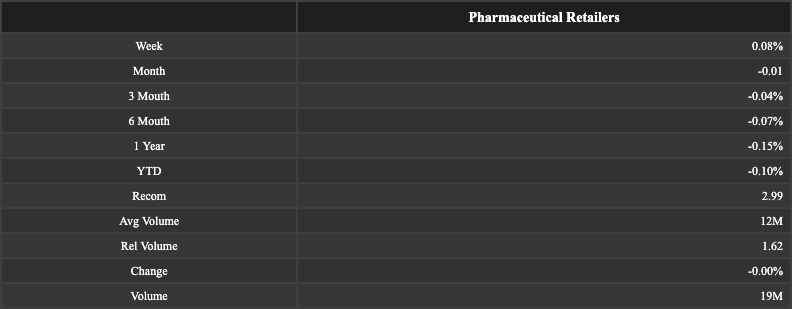 Pharmaceutical Retailers
Week 0.08%
Month -0.01
3 Mouth -0.04%
6 Mouth -0.07%
1 Year -0.15%
YTD -0.10%
Recom 2.99
Avg Volume 12M
Rel Volume 1.62
Change -0.00%
Volume 19M